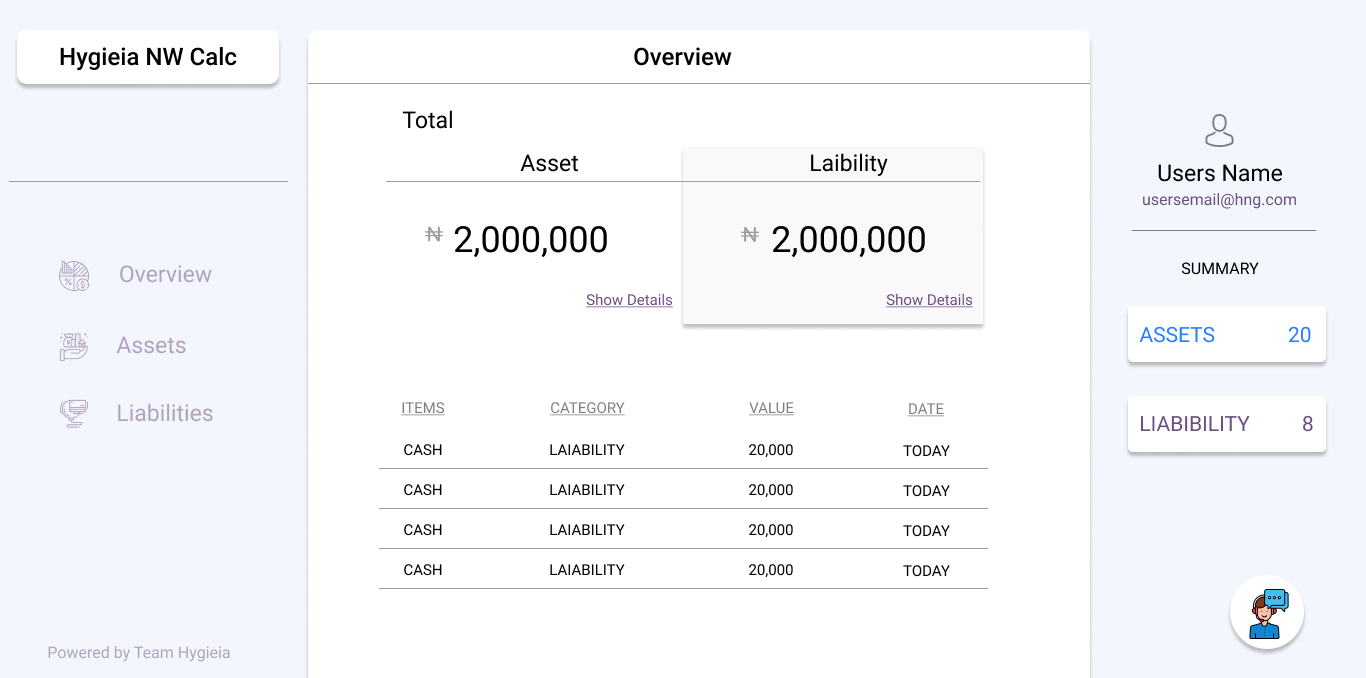 Hygieia NW Calc
Overview
Assets
Liabilities
Powered by Team Hygieia
Overview
Total
Asset Laibility
₦ 2,000,000 ₦ 2,000,000
Show Details Show Details
ITEMS CATEGORY VALUE DATE
CASH LAIABILITY 20,000 TODAY
CASH LAIABILITY 20,000 TODAY
CASH LAIABILITY 20,000 TODAY
CASH LAIABILITY 20,000 TODAY
Users Name
usersemail@hng.com
SUMMARY
ASSETS 20
LIABIBILITY 8